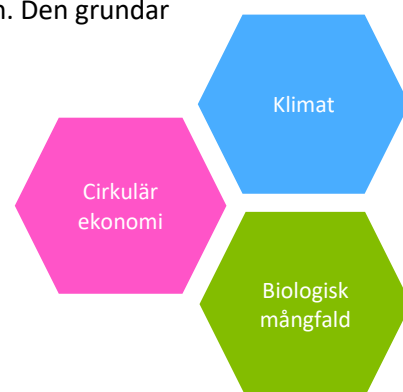 n. Den grundar
Klimat
Cirkulär
ekonomi
Biologisk
mångfald